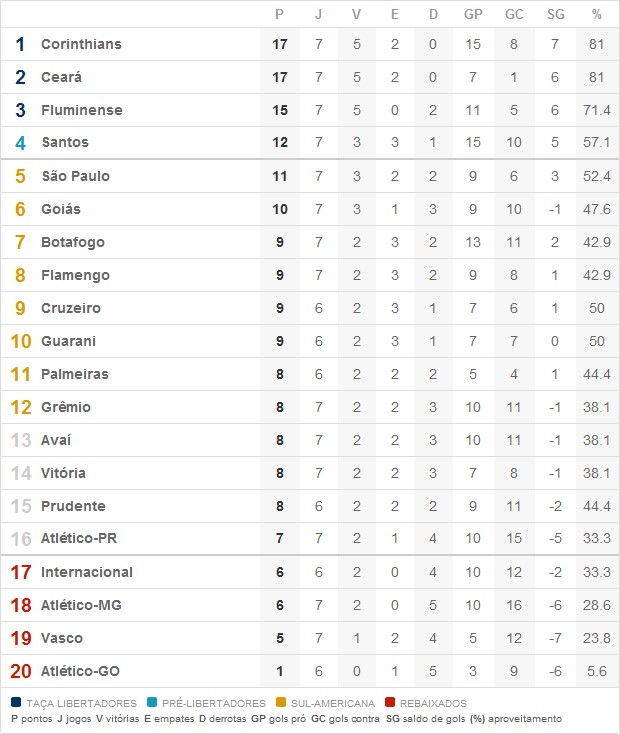 P J V E D GP GC SG %
1 Corinthians 17 7 5 2 0 15 8 7 81
2 Ceará 17 7 5 2 0 7 1 6 81
3 Fluminense 15 7 5 0 2 11 5 6 71.4
4 Santos 12 7 3 3 1 15 10 5 57.1
5 São Paulo 11 7 3 2 2 9 6 3 52.4
6 Goiás 10 7 3 1 3 9 10 -1 47.6
7 Botafogo 9 7 2 3 2 13 11 2 42.9
8 Flamengo 9 7 2 3 2 9 8 1 42.9
9 Cruzeiro 9 6 2 3 1 7 6 1 50
10 Guarani 9 6 2 3 1 7 7 0 50
11 Palmeiras 8 6 2 2 2 5 4 1 44.4
12 Grêmio 8 7 2 2 3 10 11 -1 38.1
13 Avaí 8 7 2 2 3 10 11 -1 38.1
14 Vitória 8 7 2 2 3 7 8 -1 38.1
15 Prudente 8 6 2 2 2 9 11 -2 44.4
16 Atlético-PR 7 7 2 1 4 10 15 -5 33.3
17 Internacional 6 6 2 0 4 10 12 -2 33.3
18 Atlético-MG 6 7 2 0 5 10 16 -6 28.6
19 Vasco 5 7 1 2 4 5 12 -7 23.8
20 Atlético-GO 1 6 0 1 5 3 9 -6 5.6
TAÇA LIBERTADORES PRÉ-LIBERTADORES SUL-AMERICANA REBAIXADOS
P pontos J jogos V vitórias E empates D derrotas GP gols pró GC gols contra SG saldo de gols (%) aproveitamento